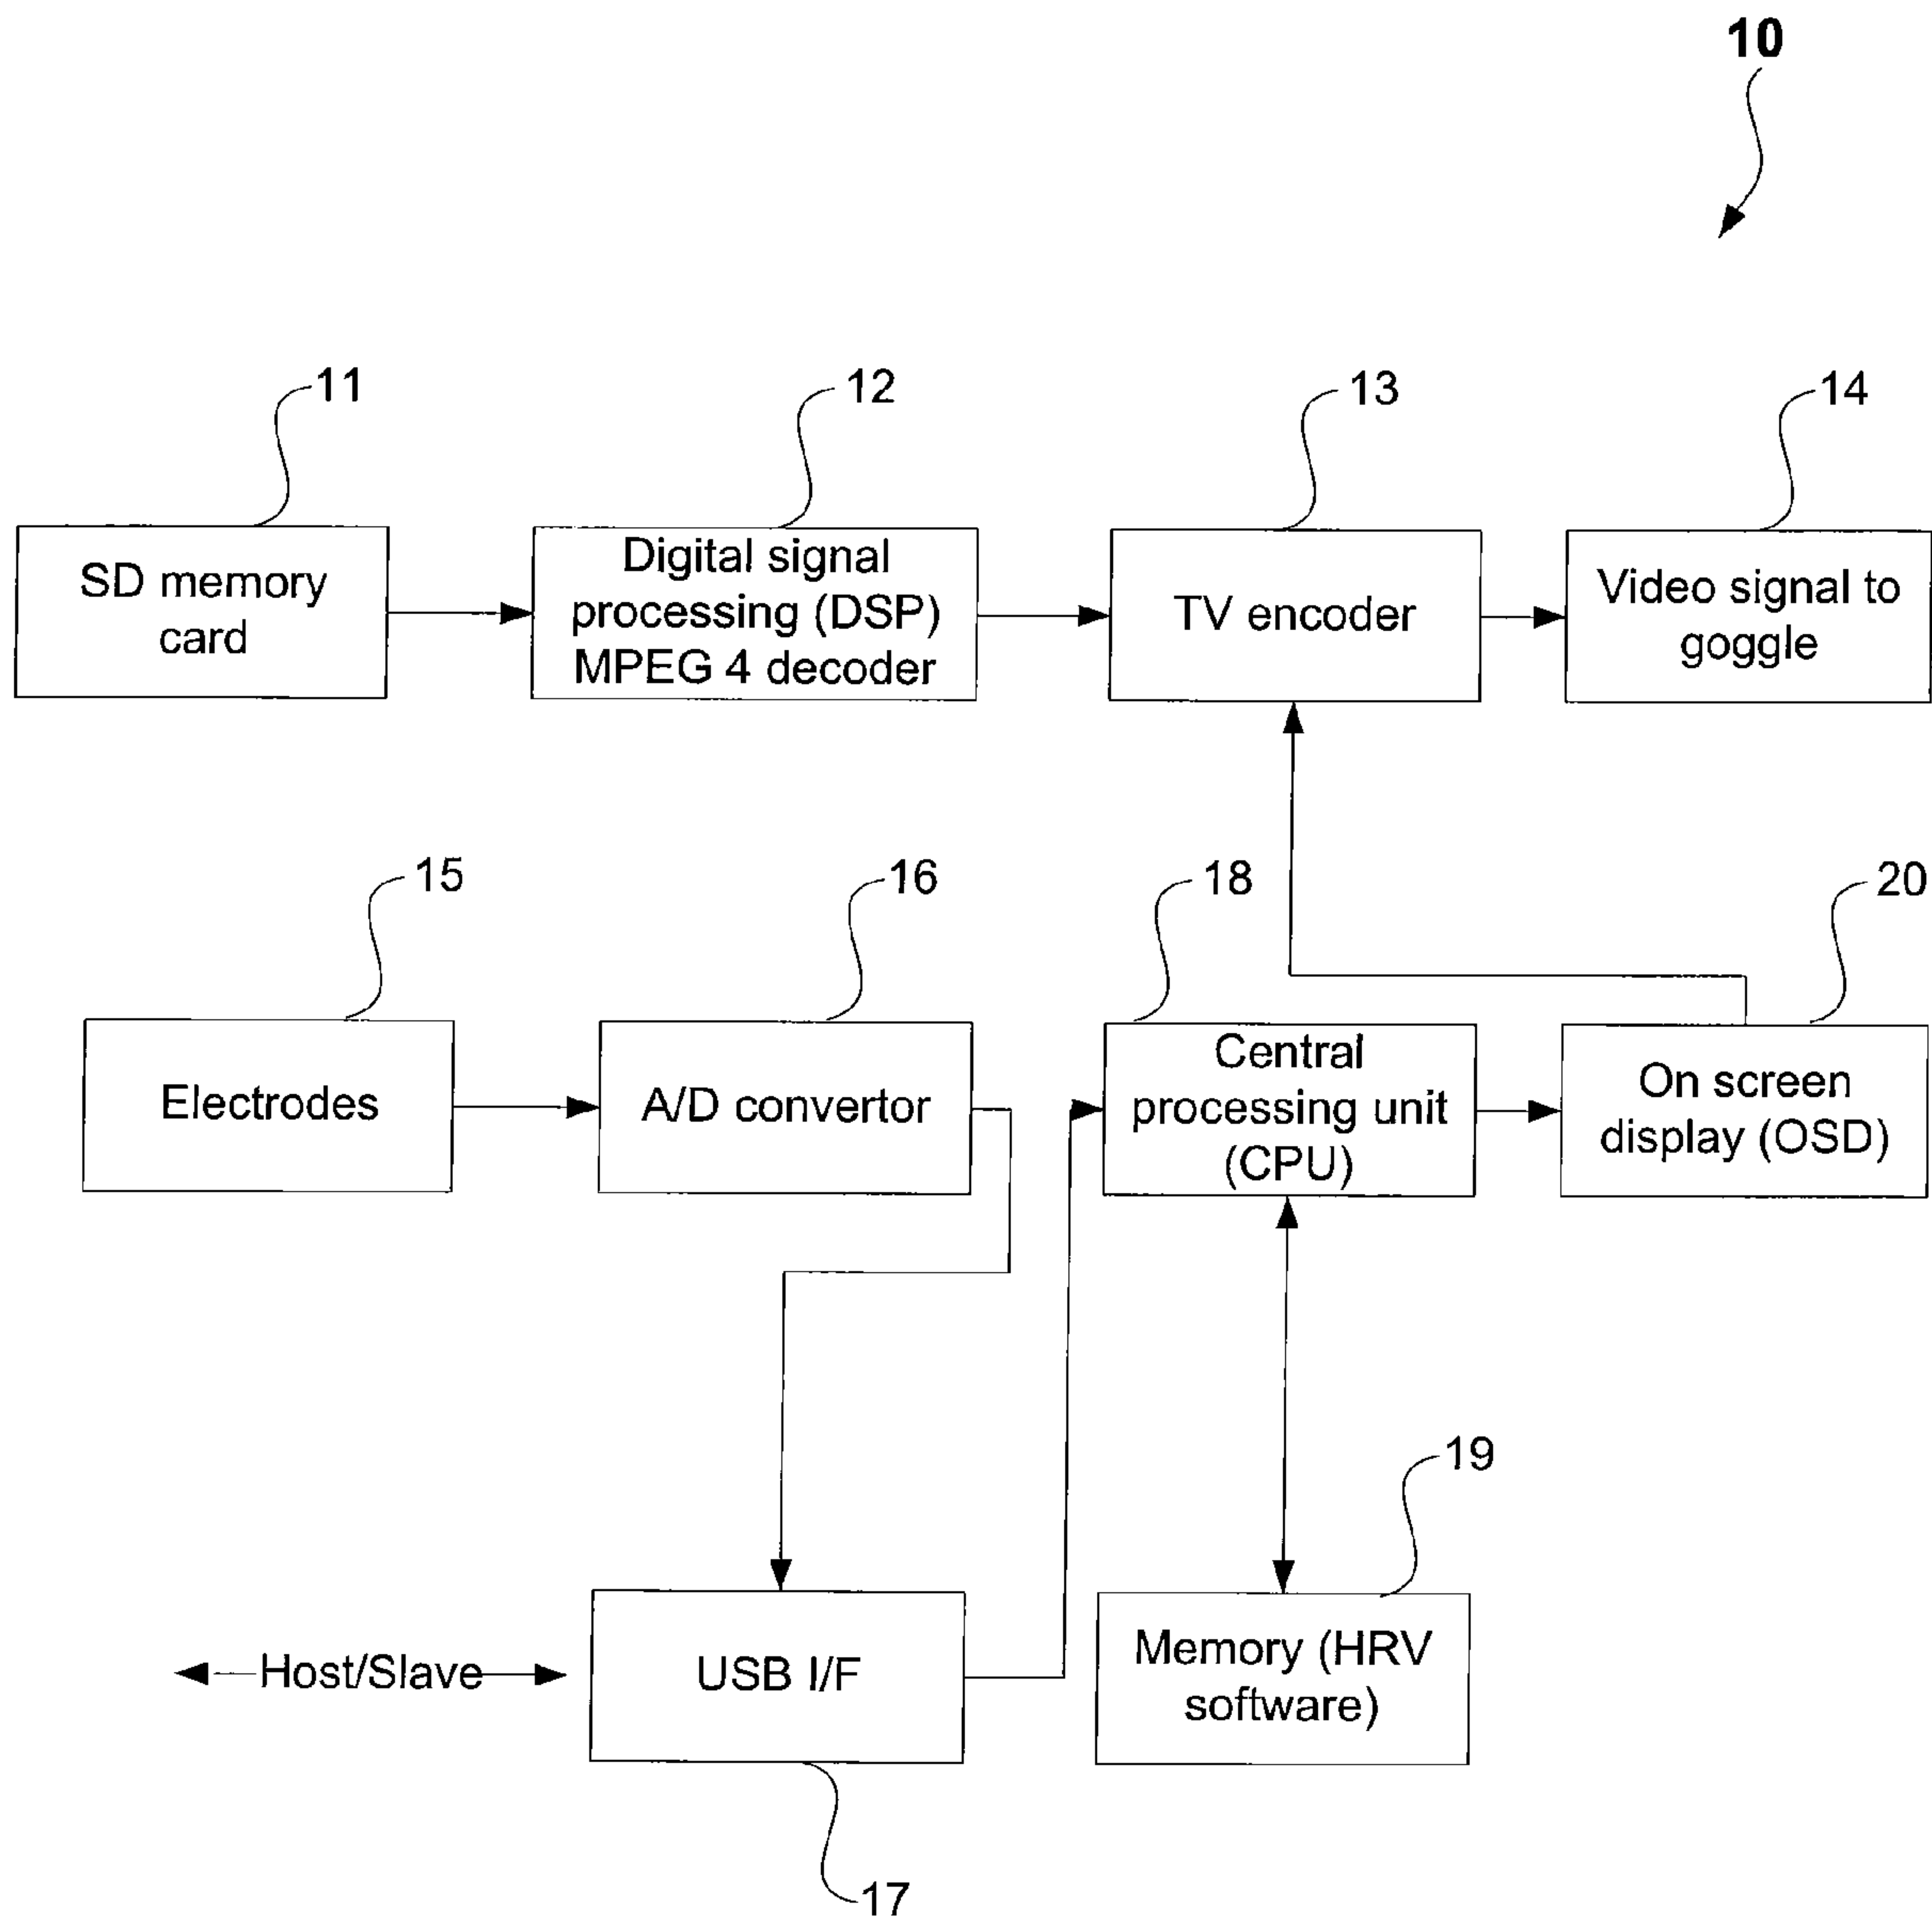 10
11
12
13
14
SD memory
card
Digital signal
processing (DSP)
MPEG 4 decoder
TV encoder
Video signal to
goggle
15
16
18
20
Electrodes
A/D convertor
Central
processing unit
(CPU)
On screen
display (OSD)
19
Host/Slave
USB I/F
Memory (HRV
software)
17